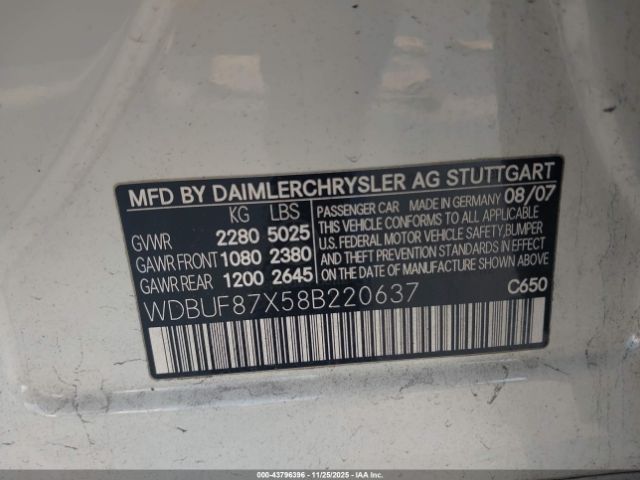 MFD BY DAIMLERCHRYSLER AG STUTTGART
KG LBS
GVWR 2280 5025
GAWR FRONT 1080 2380
GAWR REAR 1200 2645
PASSENGER CAR MADE IN GERMANY 08/07
THIS VEHICLE CONFORMS TO ALL APPLICABLE
U.S. FEDERAL MOTOR VEHICLE SAFETY, BUMPER
AND THEFT PREVENTION STANDARDS IN EFFECT
ON THE DATE OF MANUFACTURE SHOWN ABOVE.
WDBUF87X58B220637
C650
000-43796396 - 11/25/2025 - IAAI.COM